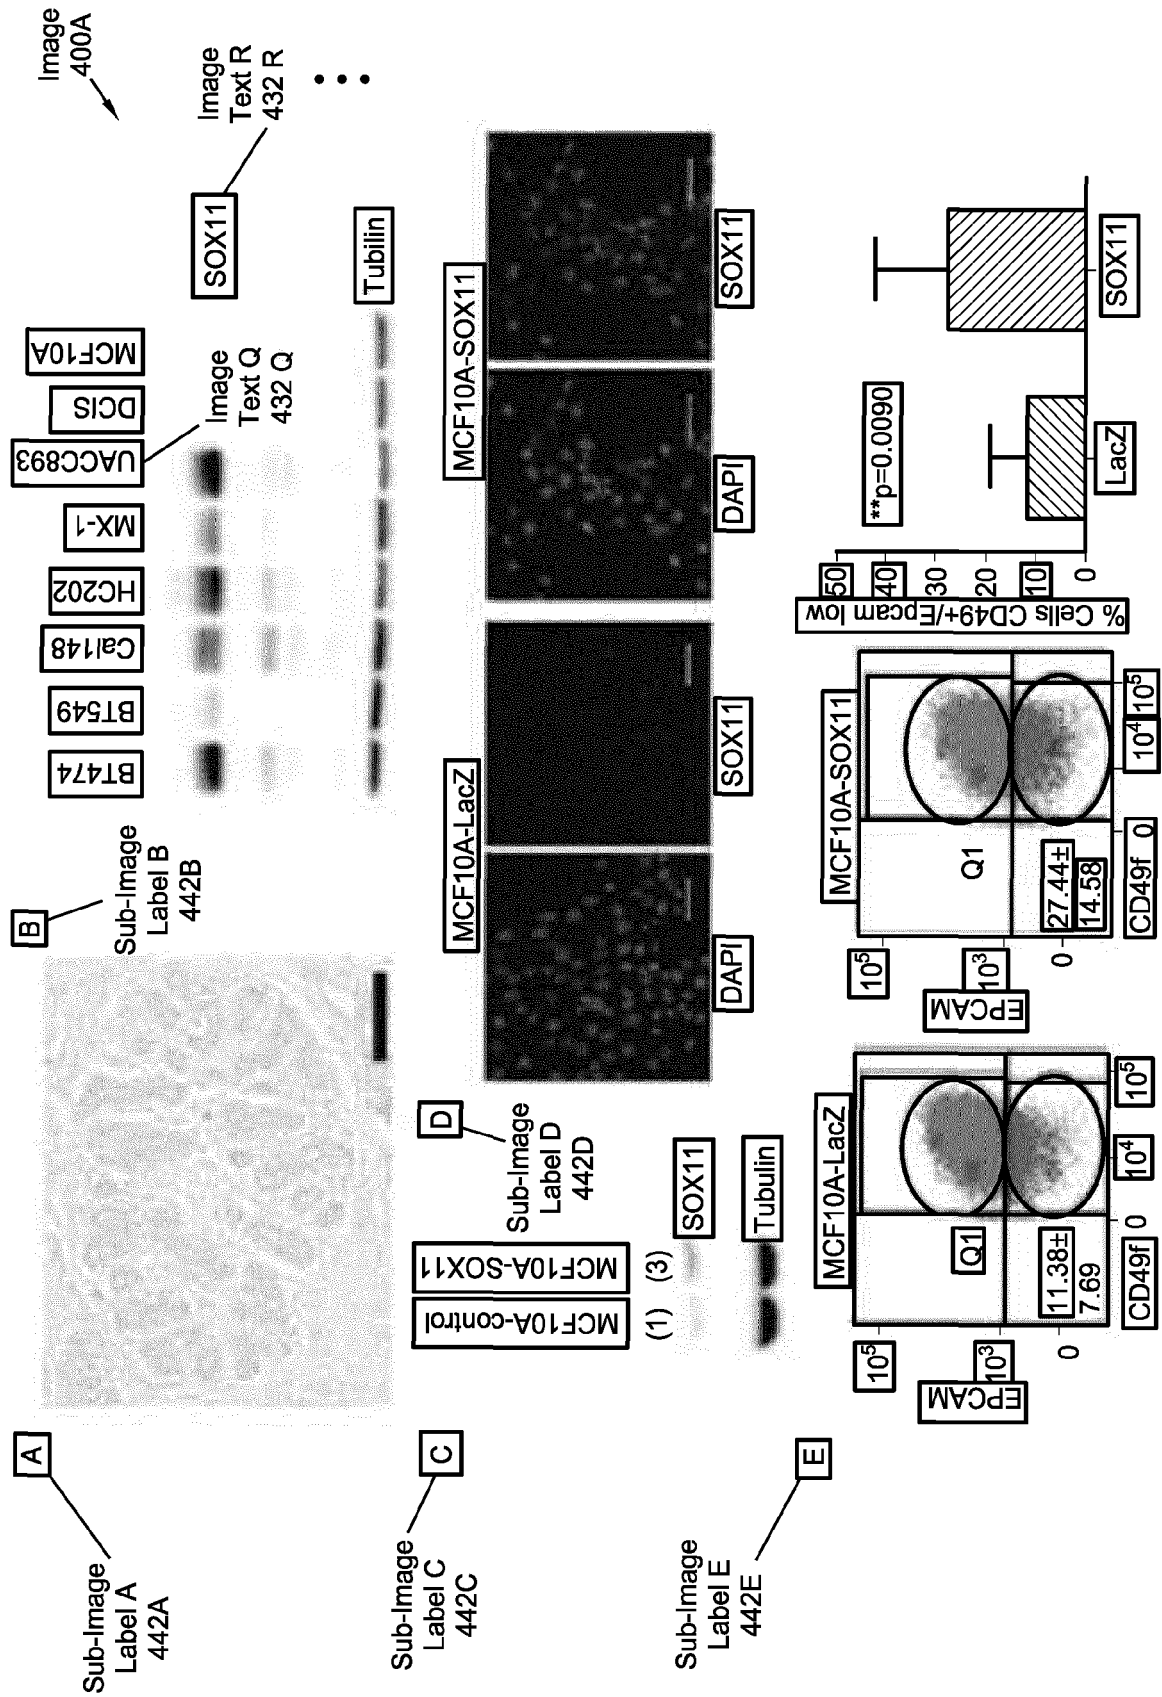 Image
400A
A
Sub-Image
Label A
442A
B
Sub-Image
Label B
442B
BT474
BT549
Cal148
HC202
MX-1
UACC893
DCIS
MCF10A
Image
Text Q
432 Q
SOX11
Image
Text R
432 R
Tubilin
C
Sub-Image
Label C
442C
MCF10A-control
MCF10A-SOX11
(1)
(3)
SOX11
Tubulin
D
Sub-Image
Label D
442D
MCF10A-LacZ
MCF10A-SOX11
DAPI
SOX11
DAPI
SOX11
E
Sub-Image
Label E
442E
MCF10A-LacZ
EPCAM
10⁵
10³
0
Q1
11.38±
7.69
CD49f
0
10⁴
10⁵
MCF10A-SOX11
EPCAM
10⁵
10³
0
Q1
27.44±
14.58
CD49f
0
10⁴
10⁵
% Cells CD49+/Epcam low
50
40
30
20
10
0
**p=0.0090
LacZ
SOX11